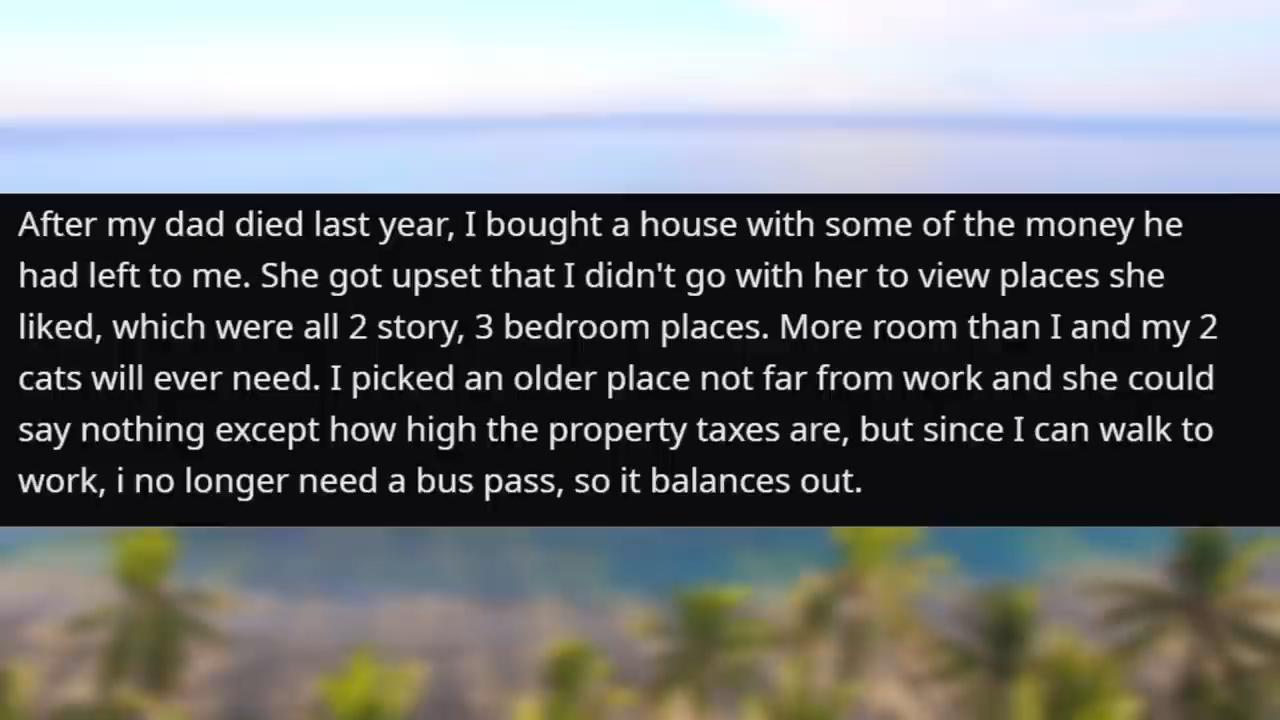 After my dad died last year, I bought a house with some of the money he
had left to me. She got upset that I didn't go with her to view places she
liked, which were all 2 story, 3 bedroom places. More room than I and my 2
cats will ever need. I picked an older place not far from work and she could
say nothing except how high the property taxes are, but since I can walk to
work, i no longer need a bus pass, so it balances out.